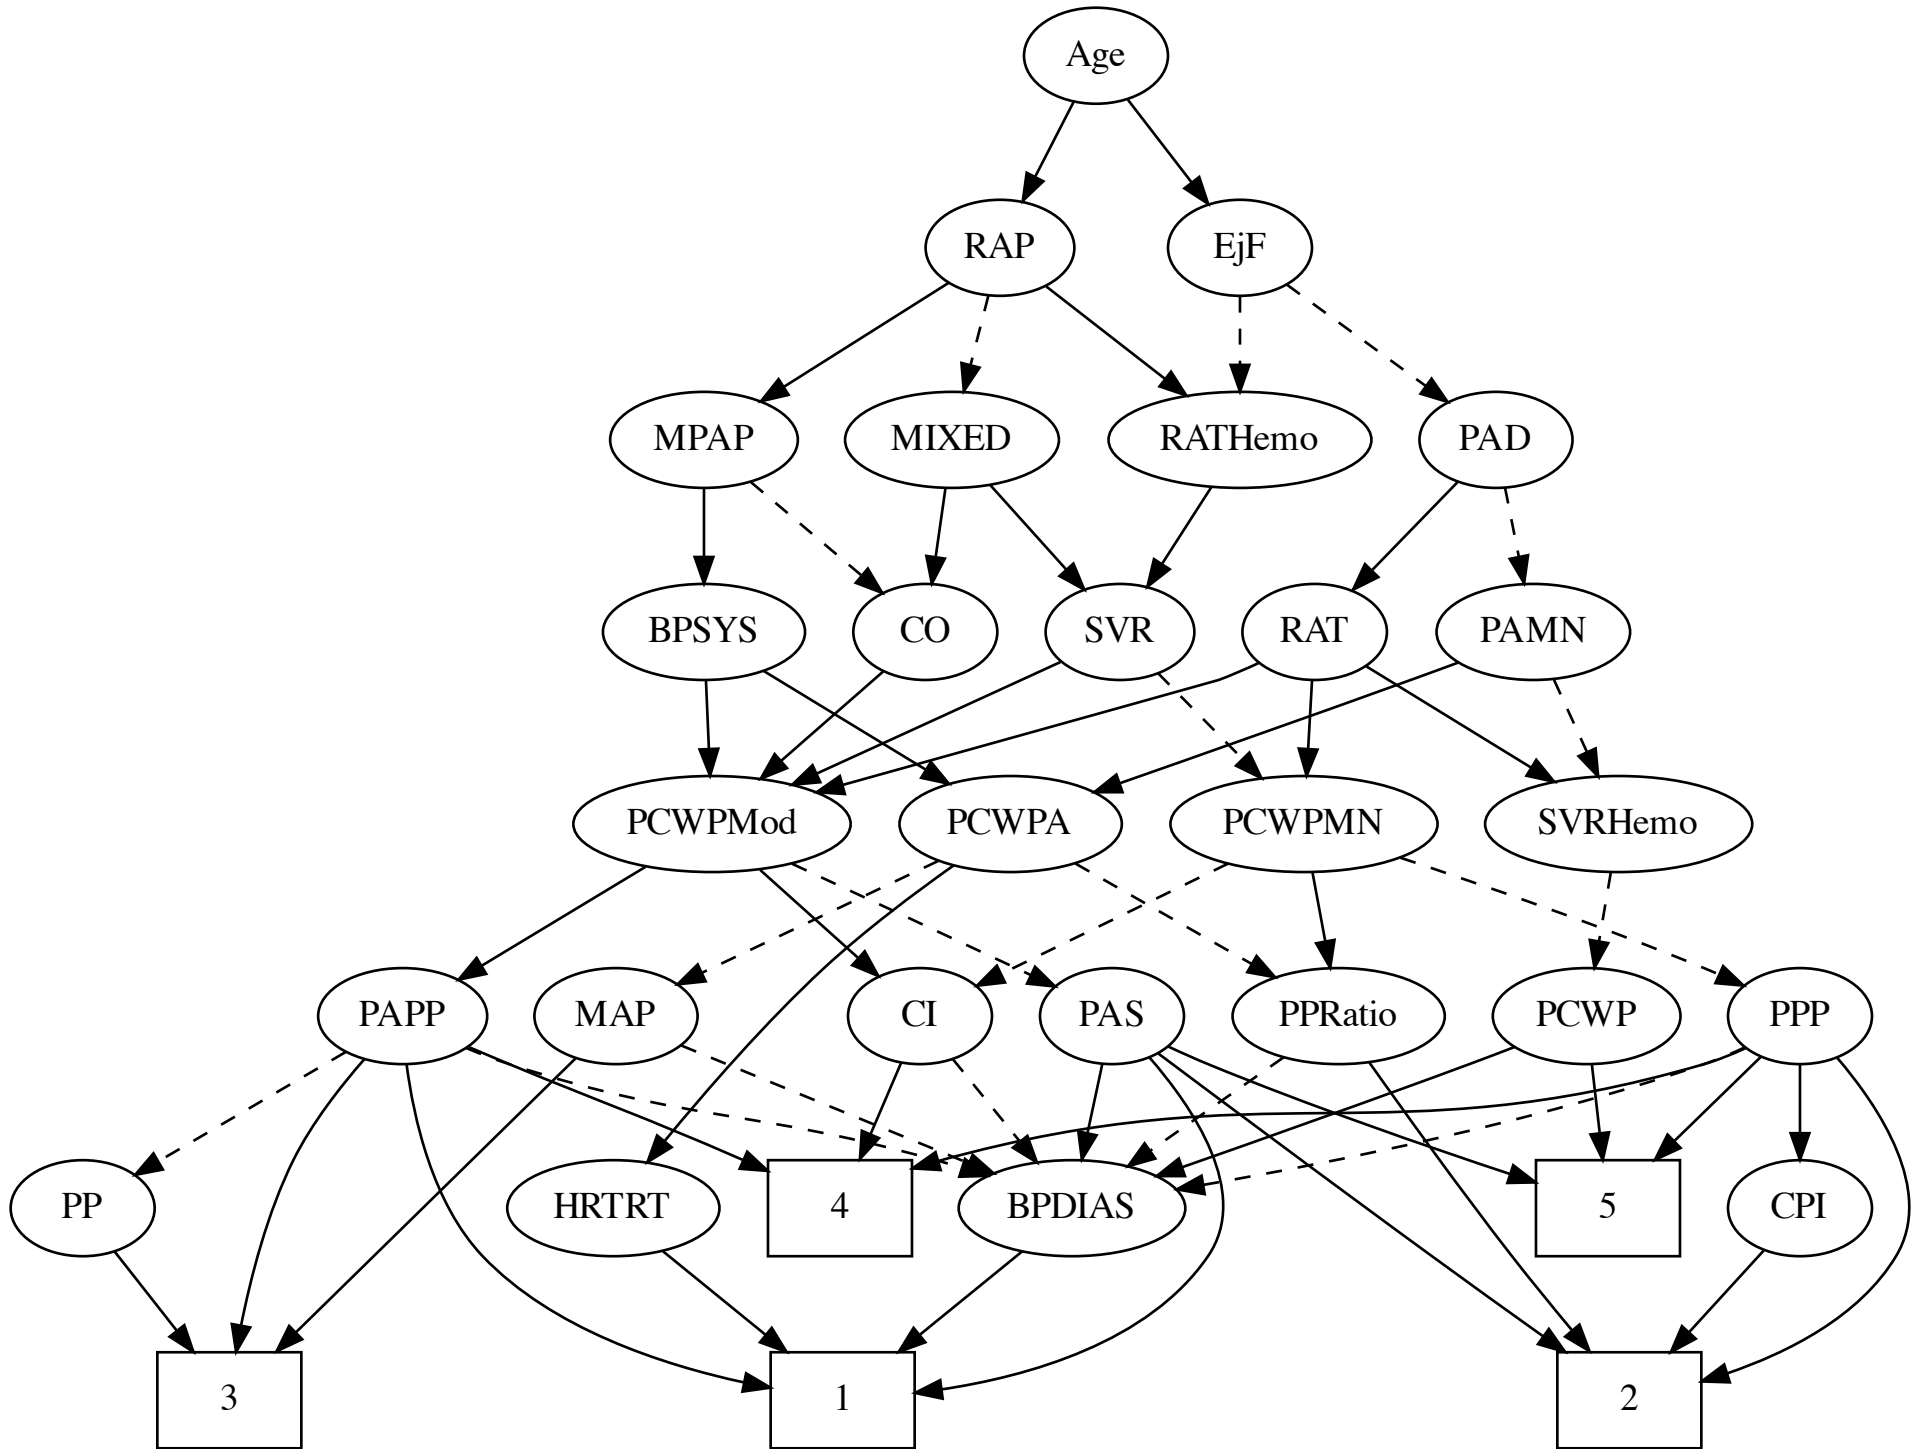 Age
RAP
EjF
MPAP
MIXED
RATHemo
PAD
BPSYS
CO
SVR
RAT
PAMN
PCWPMod
PCWPA
PCWPMN
SVRHemo
PAPP
MAP
CI
PAS
PPRatio
PCWP
PPP
PP
HRTRT
4
BPDIAS
5
CPI
3
1
2